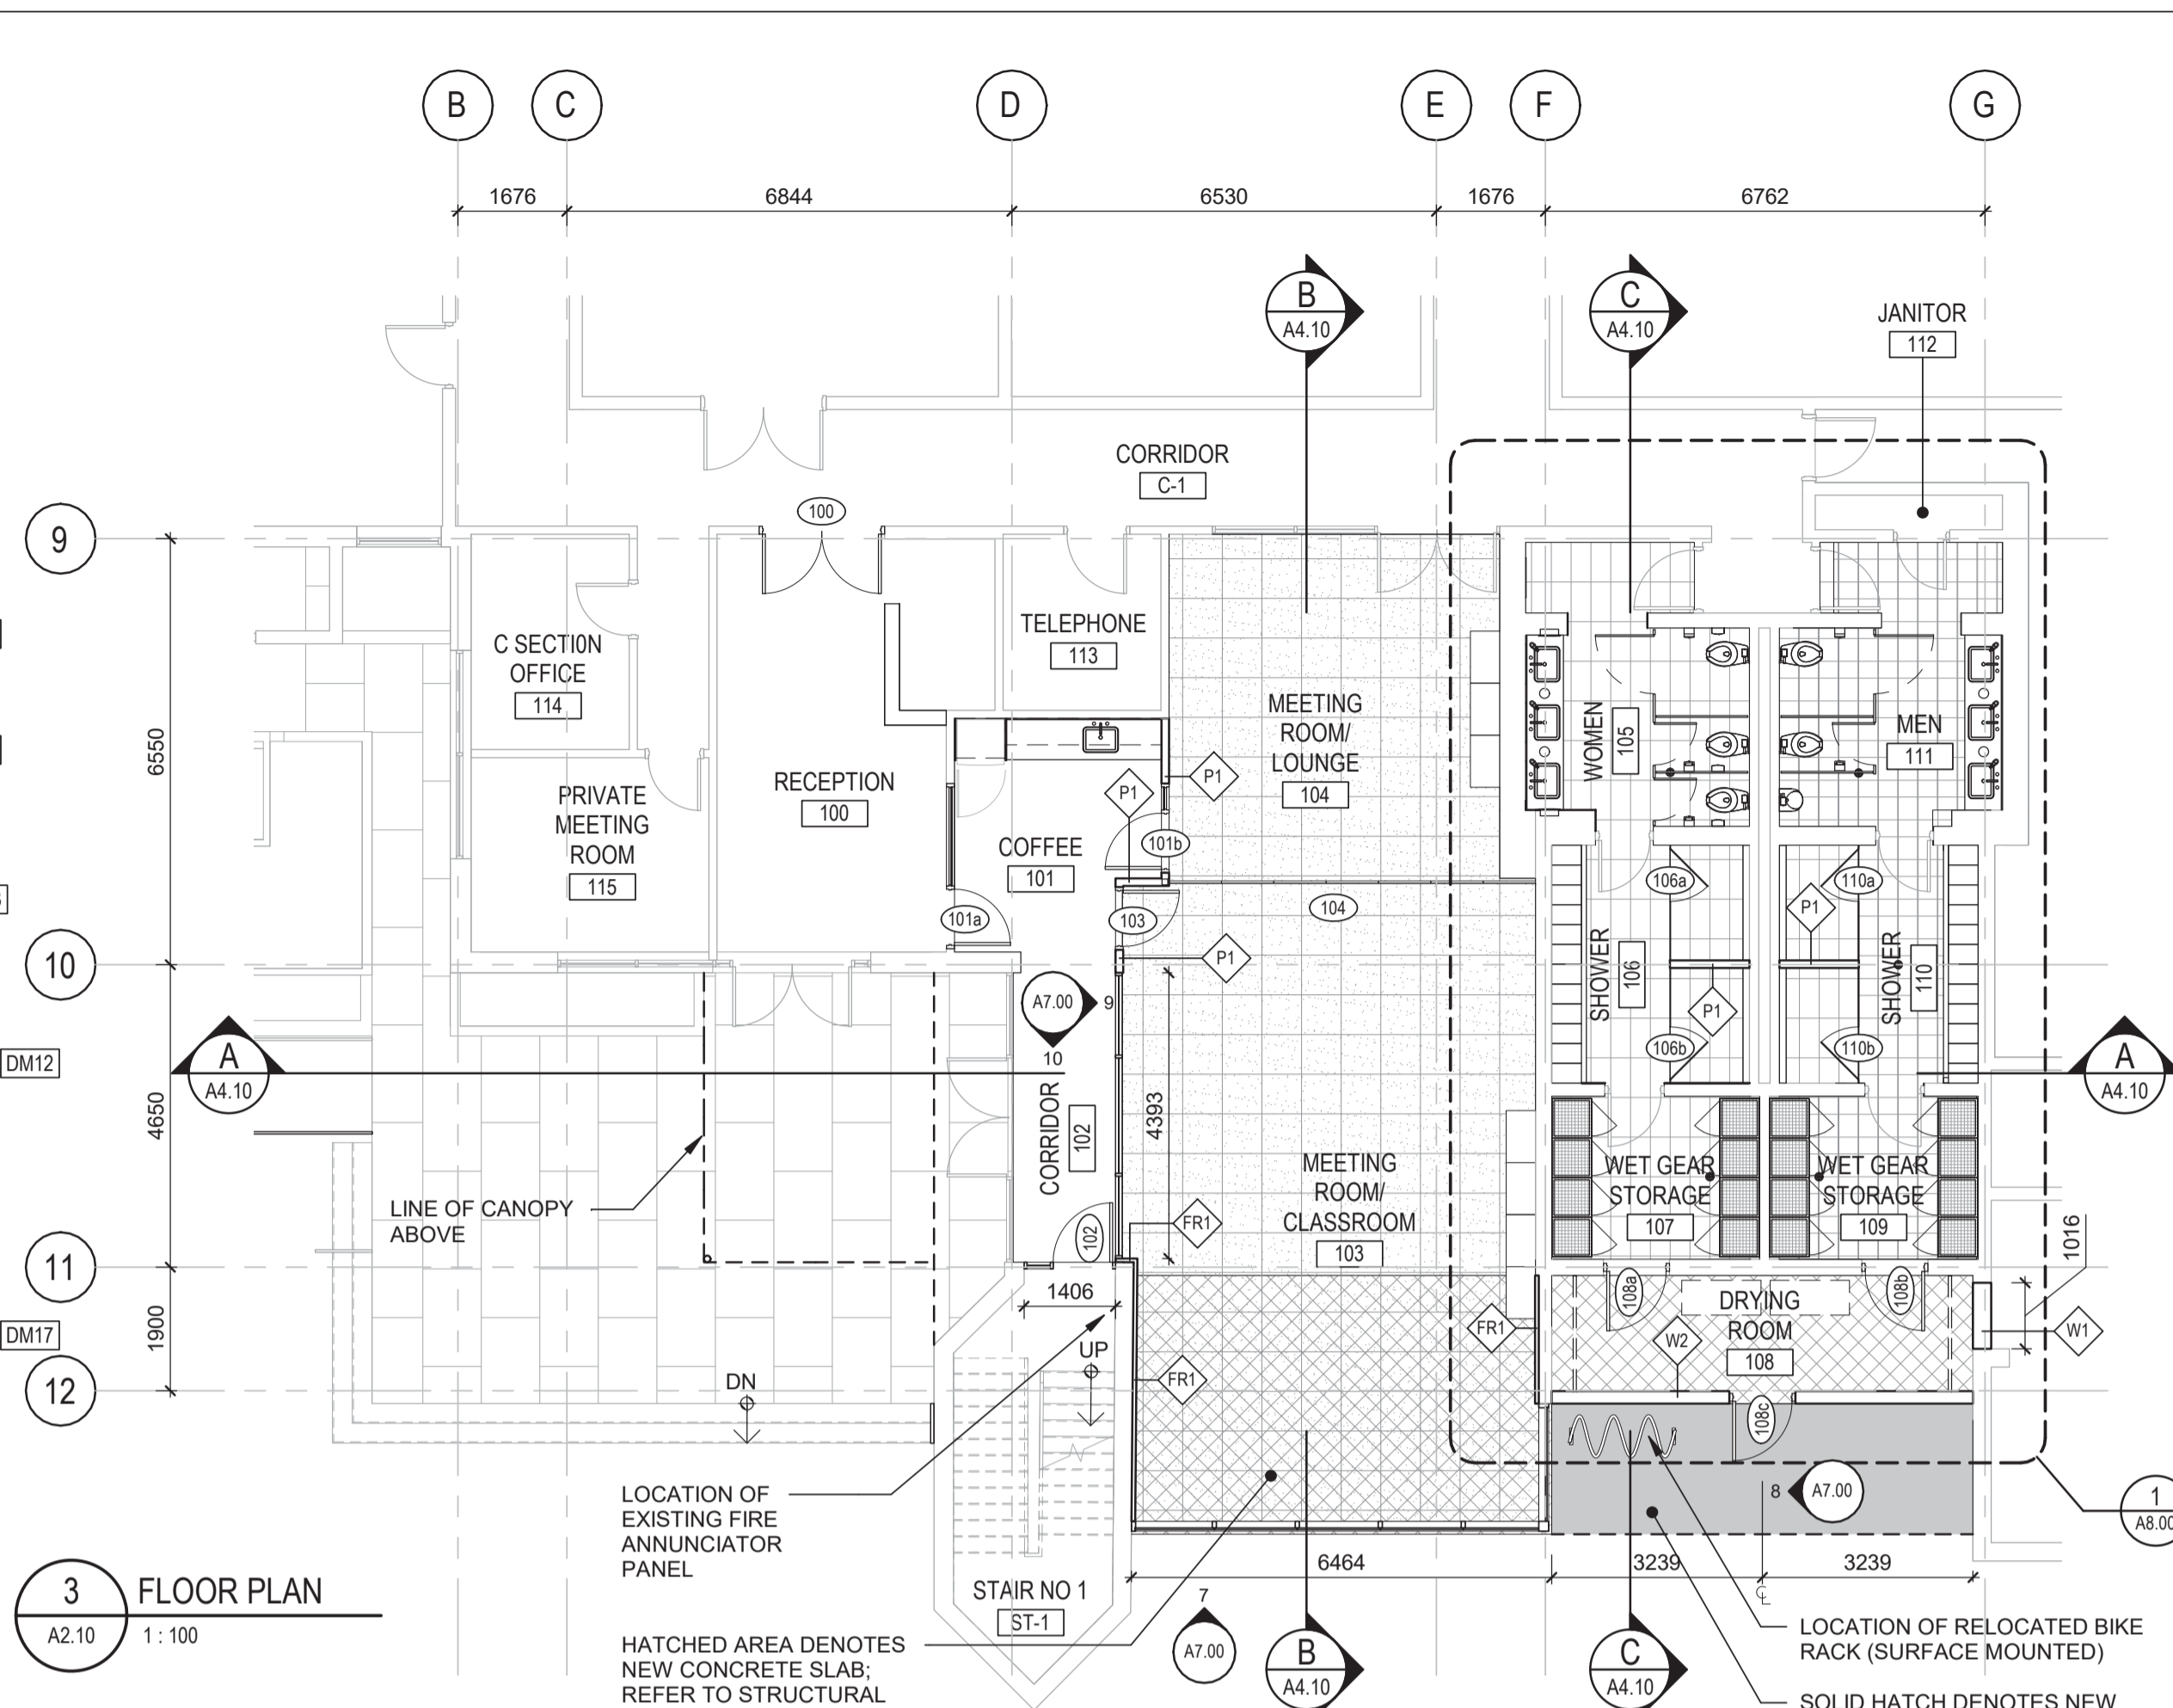 B
C
D
E
F
G
1676
6844
6530
1676
6762
B
A4.10
C
A4.10
JANITOR
112
CORRIDOR
C-1
9
100
TELEPHONE
113
C SECTION
OFFICE
114
6550
MEETING
ROOM/
LOUNGE
104
WOMEN
105
MEN
111
PRIVATE
MEETING
ROOM
115
RECEPTION
100
P1
P1
COFFEE
101
101b
101a
103
104
106a
110a
P1
10
P1
SHOWER
106
SHOWER
110
P1
A7.00
9
10
106b
110b
A
A4.10
A
A4.10
DM12
4650
CORRIDOR
102
4393
LINE OF CANOPY
ABOVE
MEETING
ROOM/
CLASSROOM
103
WET GEAR
STORAGE
107
WET GEAR
STORAGE
109
FR1
102
1016
11
1406
108a
108b
DRYING
ROOM
108
DM17
1900
UP
FR1
W2
W1
12
DN
FR1
108c
LOCATION OF
EXISTING FIRE
ANNUNCIATOR
PANEL
8
A7.00
1
A8.00
6464
3239
3239
℄
3
A2.10
FLOOR PLAN
1 : 100
STAIR NO 1
ST-1
7
A7.00
B
A4.10
C
A4.10
LOCATION OF RELOCATED BIKE
RACK (SURFACE MOUNTED)
HATCHED AREA DENOTES
NEW CONCRETE SLAB;
REFER TO STRUCTURAL
SOLID HATCH DENOTES NEW